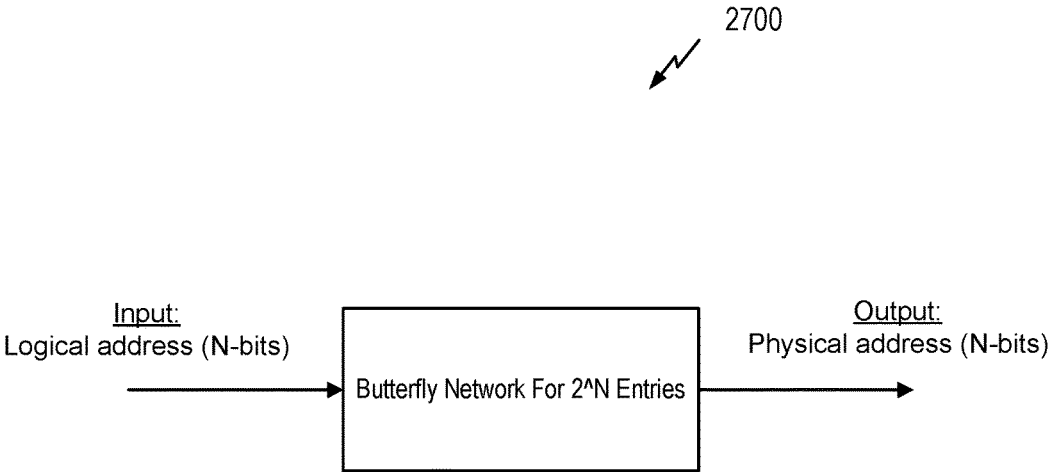 2700
Input:
Logical address (N-bits)
Butterfly Network For 2^N Entries
Output:
Physical address (N-bits)